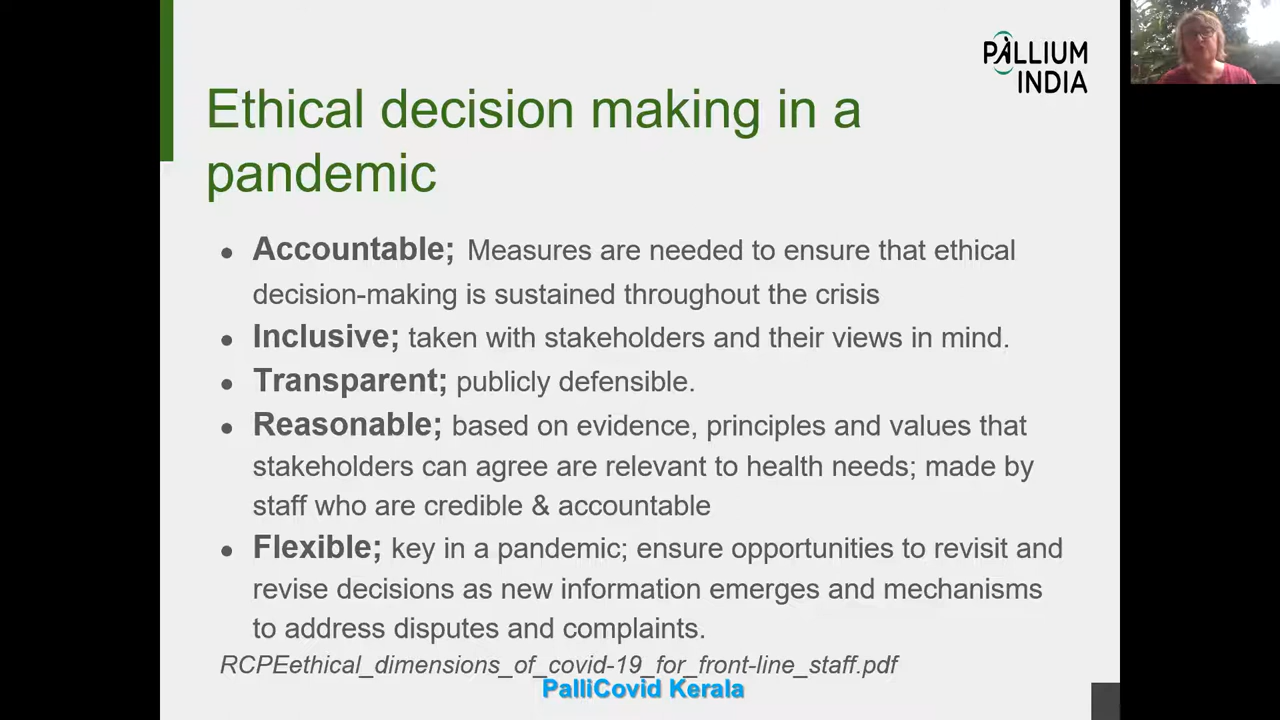 PALLIUM
INDIA
Ethical decision making in a
pandemic
● Accountable; Measures are needed to ensure that ethical
decision-making is sustained throughout the crisis
● Inclusive; taken with stakeholders and their views in mind.
● Transparent; publicly defensible.
● Reasonable; based on evidence, principles and values that
stakeholders can agree are relevant to health needs; made by
staff who are credible & accountable
● Flexible; key in a pandemic; ensure opportunities to revisit and
revise decisions as new information emerges and mechanisms
to address disputes and complaints.
RCPEethical_dimensions_of_covid-19_for_front-line_staff.pdf
PalliCovid Kerala